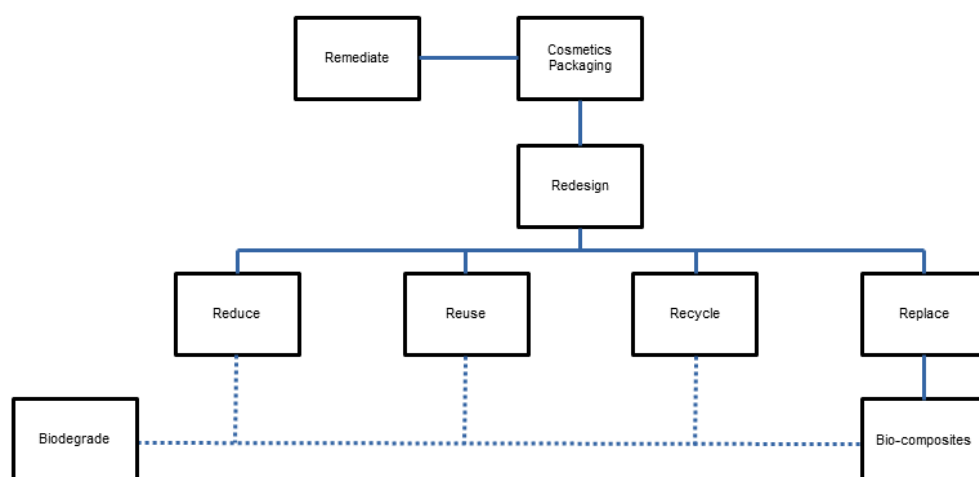 Remediate
Cosmetics
Packaging
Redesign
Reduce
Reuse
Recycle
Replace
Biodegrade
Bio-composites